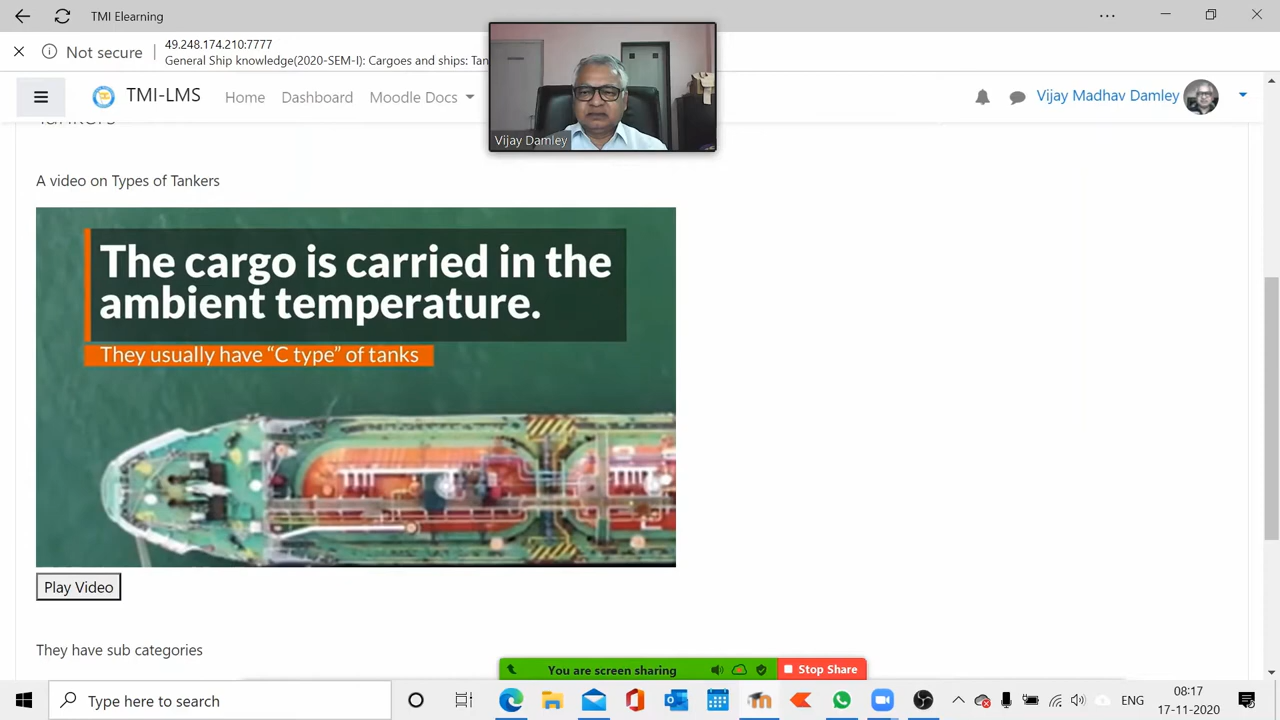 TMI Elearning
Not secure
49.248.174.210:7777
General Ship knowledge(2020-SEM-I): Cargoes and ships: Tan
TMI-LMS
Home
Dashboard
Moodle Docs
Vijay Madhav Damley
Vijay Damley
A video on Types of Tankers
The cargo is carried in the
ambient temperature.
They usually have “C type” of tanks
Play Video
They have sub categories
You are screen sharing
Stop Share
Type here to search
ENG
08:17
17-11-2020